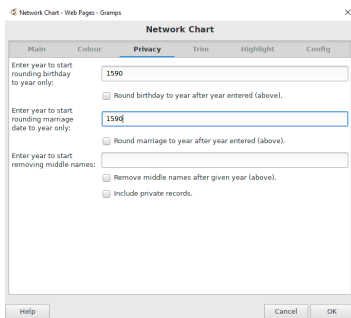 Network Chart - Web Pages - Gramps
Network Chart
Main Colour Privacy Trim Highlight Config
Enter year to start
rounding birthday
to year only:
1590
Round birthday to year after year entered (above).
Enter year to start
rounding marriage
date to year only:
1590
Round marriage to year after year entered (above).
Enter year to start
removing middle names:
Remove middle names after given year (above).
Include private records.
Help Cancel OK